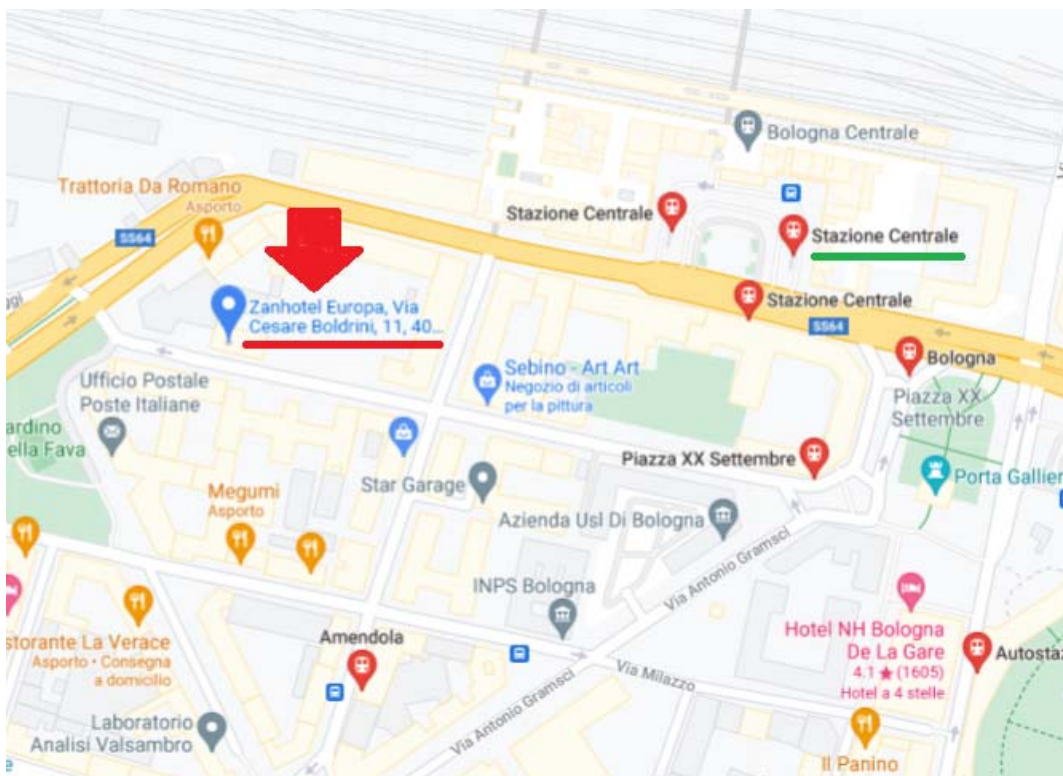 Bologna Centrale
Trattoria Da Romano
Asporto
Stazione Centrale
SS64
Stazione Centrale
Zanhotel Europa, Via
Cesare Boldrini, 11, 40...
Stazione Centrale
SS64
Bologna
Sebino - Art Art
Negozio di articoli
per la pittura
Ufficio Postale
Poste Italiane
Piazza XX
Settembre
ardino
ella Fava
Piazza XX Settembre
Star Garage
Porta Gallier
Megumi
Asporto
Azienda Usl Di Bologna
Via Antonio Gramsci
INPS Bologna
storante La Verace
Asporto • Consegna
a domicilio
Amendola
Hotel NH Bologna
De La Gare
4.1 ★ (1605)
Hotel a 4 stelle
Autostaz
Via Milazzo
Laboratorio
Analisi Valsambro
Via Antonio Gramsci
Il Panino